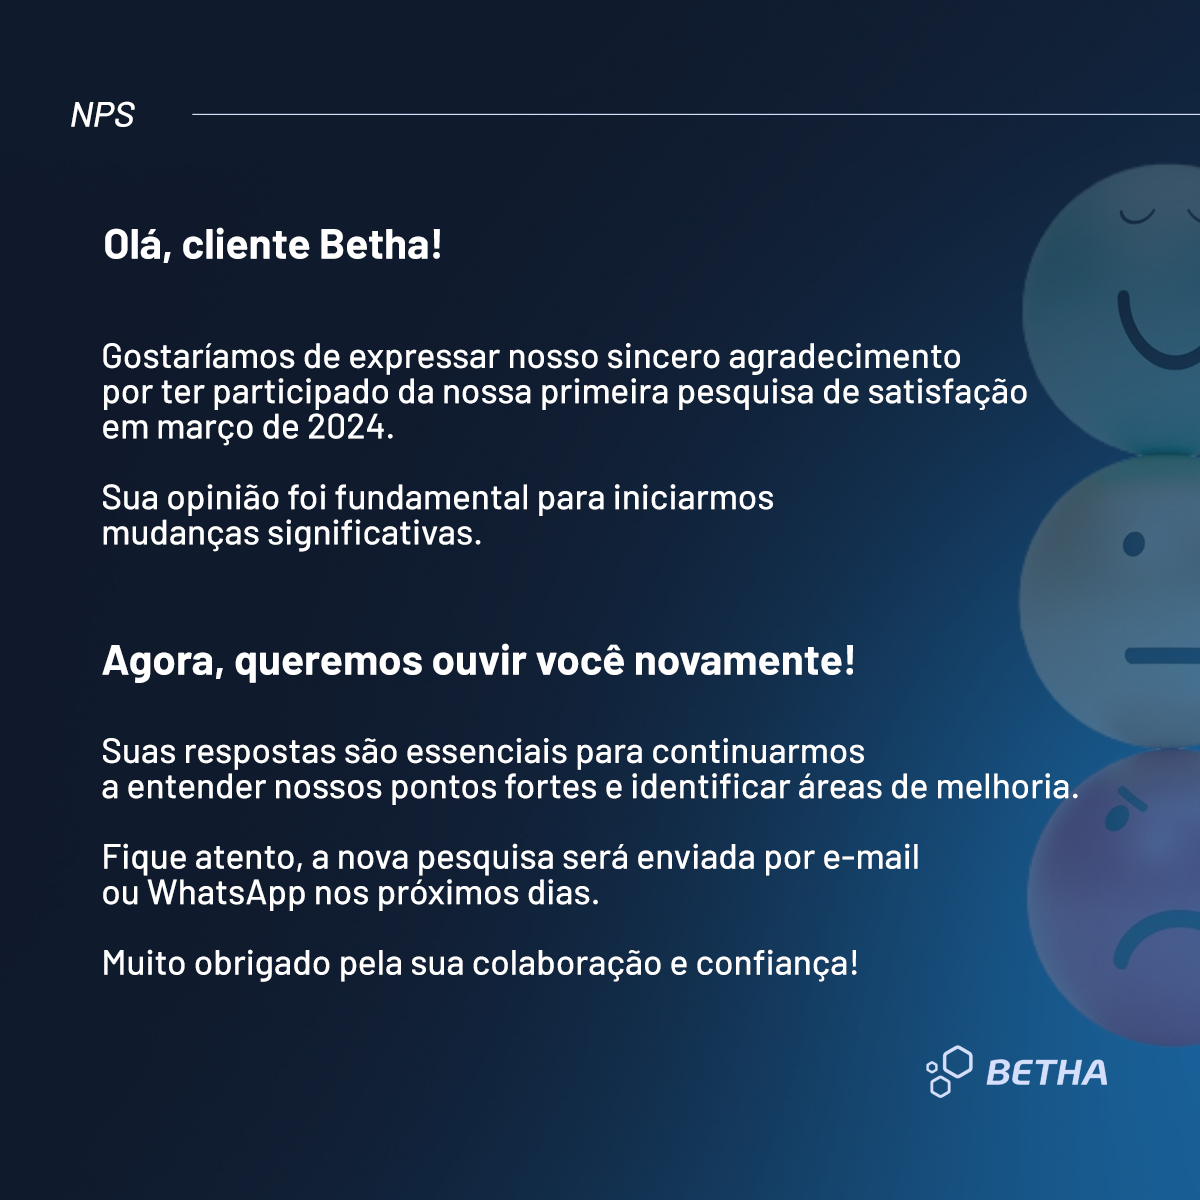 NPS
Olá, cliente Betha!
Gostaríamos de expressar nosso sincero agradecimento
por ter participado da nossa primeira pesquisa de satisfação
em março de 2024.
Sua opinião foi fundamental para iniciarmos
mudanças significativas.
Agora, queremos ouvir você novamente!
Suas respostas são essenciais para continuarmos
a entender nossos pontos fortes e identificar áreas de melhoria.
Fique atento, a nova pesquisa será enviada por e-mail
ou WhatsApp nos próximos dias.
Muito obrigado pela sua colaboração e confiança!
BETHA